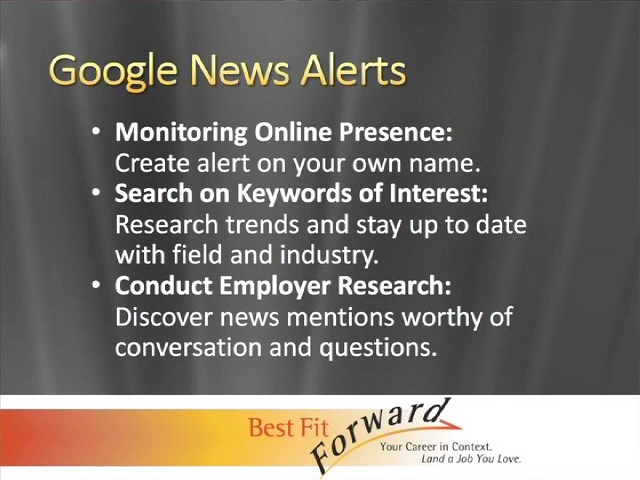 Google News Alerts
• Monitoring Online Presence:
Create alert on your own name.
• Search on Keywords of Interest:
Research trends and stay up to date
with field and industry.
• Conduct Employer Research:
Discover news mentions worthy of
conversation and questions.
Best Fit
Forward
Your Career in Context.
Land a Job You Love.